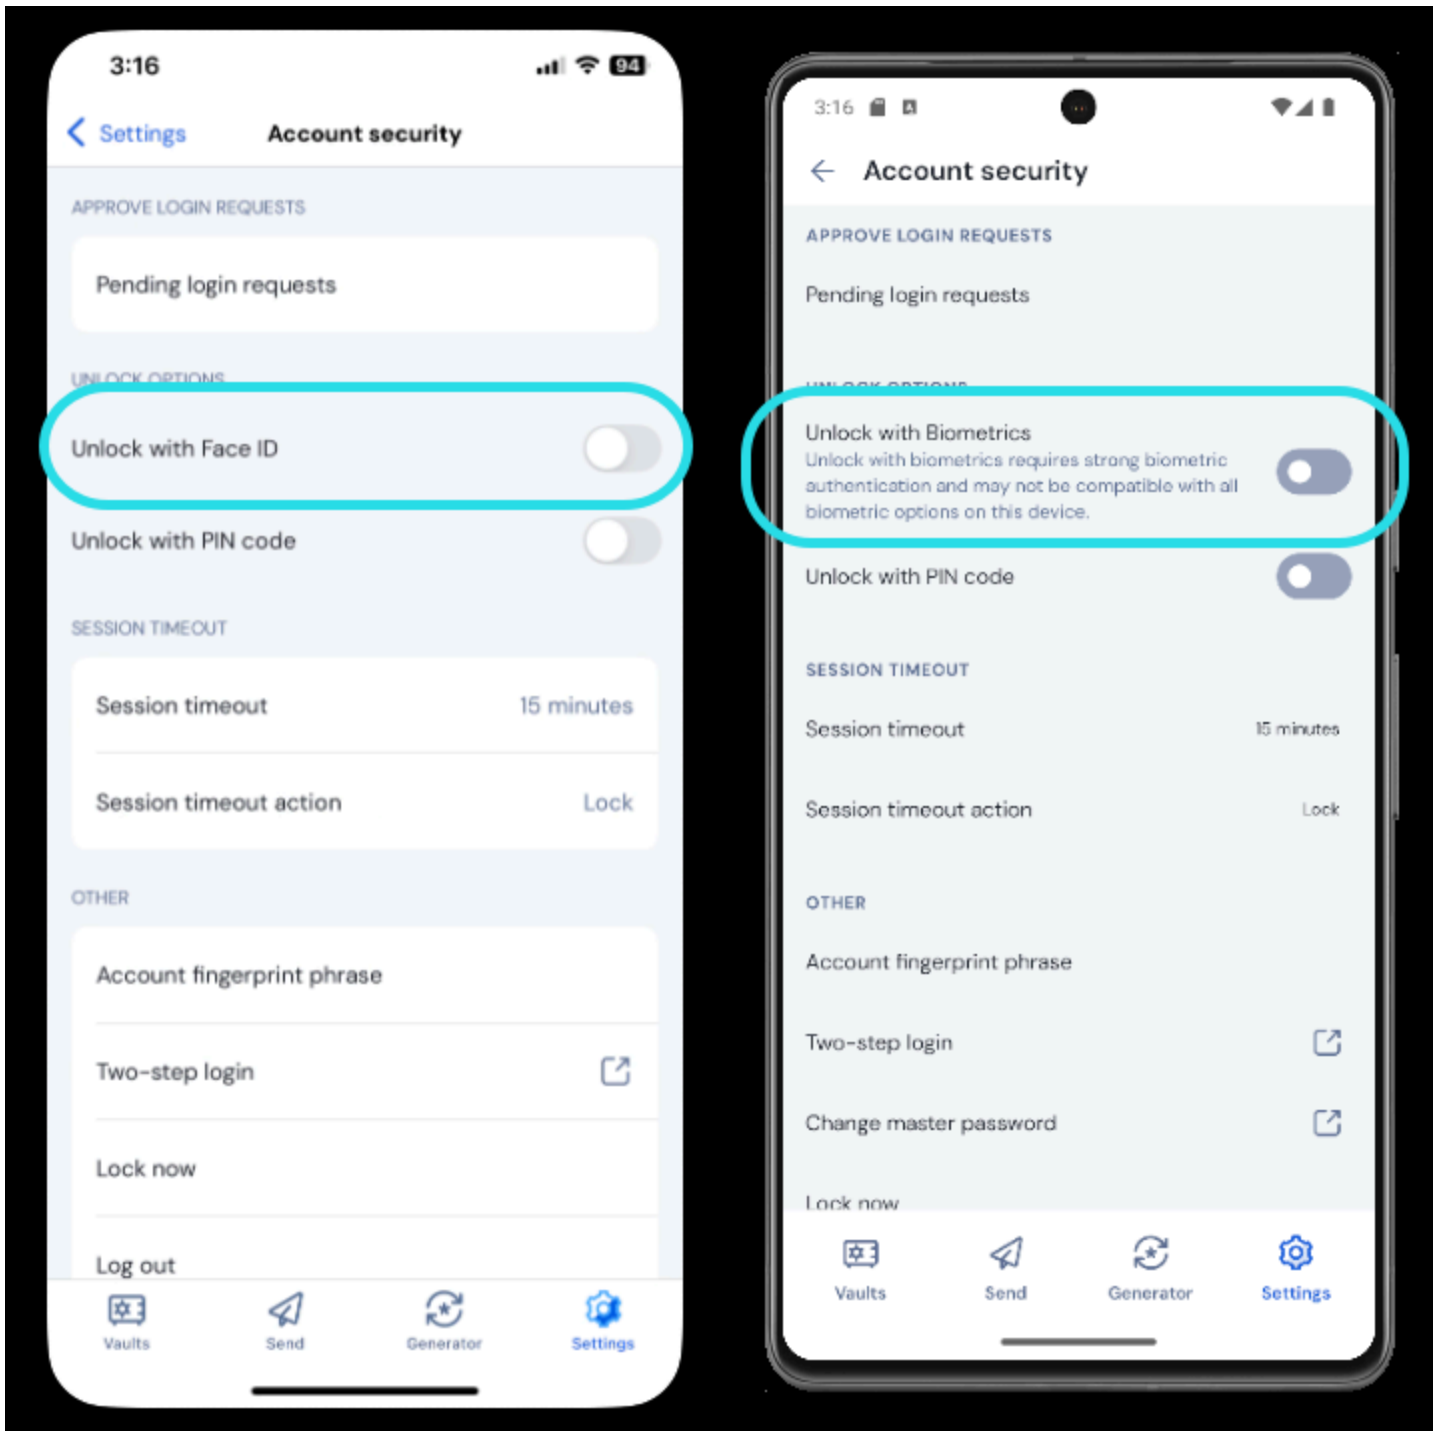 3:16
94
Settings
Account security
APPROVE LOGIN REQUESTS
Pending login requests
UNLOCK OPTIONS
Unlock with Face ID
Unlock with PIN code
SESSION TIMEOUT
Session timeout
15 minutes
Session timeout action
Lock
OTHER
Account fingerprint phrase
Two-step login
Lock now
Log out
Vaults
Send
Generator
Settings
3:16
Account security
APPROVE LOGIN REQUESTS
Pending login requests
UNLOCK OPTIONS
Unlock with Biometrics
Unlock with biometrics requires strong biometric
authentication and may not be compatible with all
biometric options on this device.
Unlock with PIN code
SESSION TIMEOUT
Session timeout
15 minutes
Session timeout action
Lock
OTHER
Account fingerprint phrase
Two-step login
Change master password
Lock now
Vaults
Send
Generator
Settings